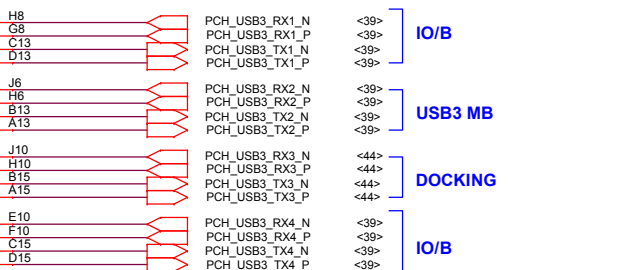 H8 PCH_USB3_RX1_N <39>
G8 PCH_USB3_RX1_P <39> IO/B
C13 PCH_USB3_TX1_N <39>
D13 PCH_USB3_TX1_P <39>
J6 PCH_USB3_RX2_N <39>
H6 PCH_USB3_RX2_P <39>
B13 PCH_USB3_TX2_N <39> USB3 MB
A13 PCH_USB3_TX2_P <39>
J10 PCH_USB3_RX3_N <44>
H10 PCH_USB3_RX3_P <44>
B15 PCH_USB3_TX3_N <44> DOCKING
A15 PCH_USB3_TX3_P <44>
E10 PCH_USB3_RX4_N <39>
F10 PCH_USB3_RX4_P <39>
C15 PCH_USB3_TX4_N <39> IO/B
D15 PCH_USB3_TX4_P <39>